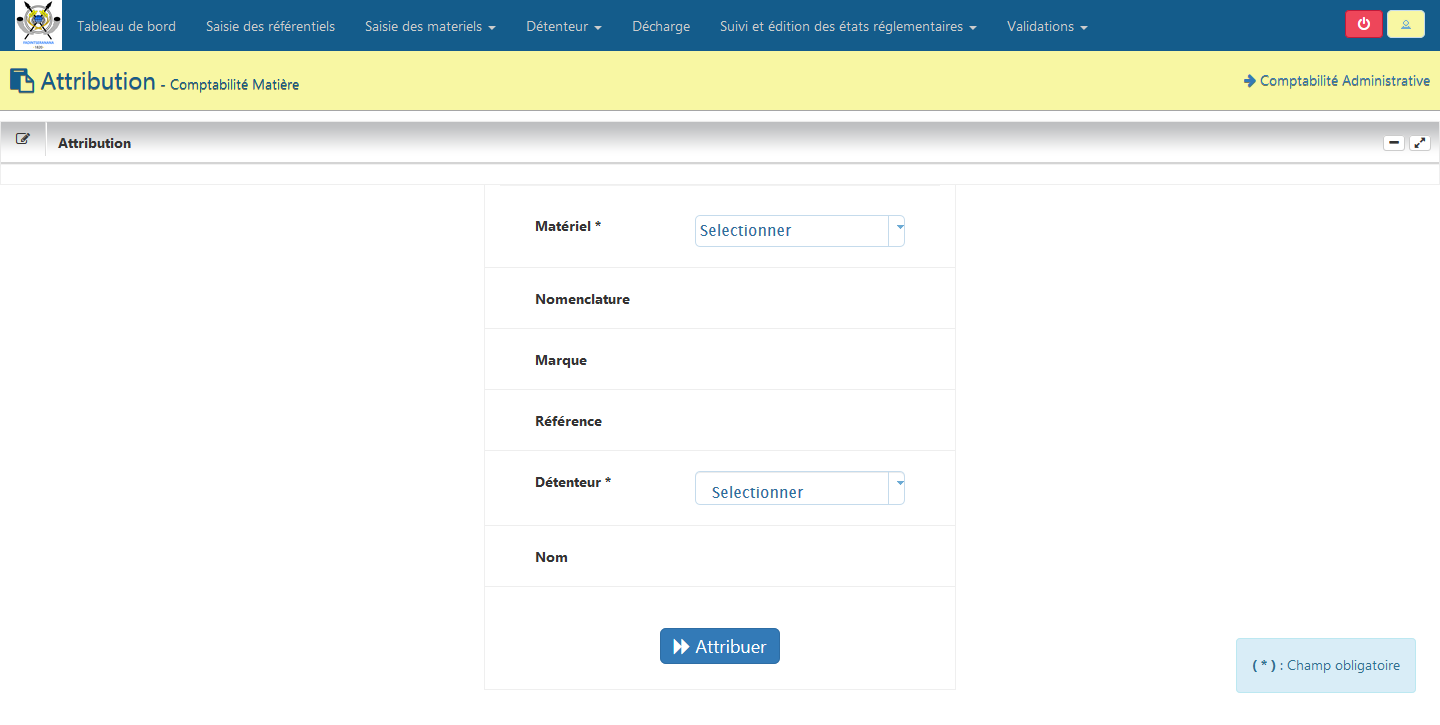 Tableau de bord Saisie des référentiels Saisie des materiels Détenteur Décharge Suivi et édition des états réglementaires Validations
Attribution - Comptabilité Matière
Comptabilité Administrative
Attribution
Matériel * Selectionner
Nomenclature
Marque
Référence
Détenteur * Selectionner
Nom
Attribuer
( * ) : Champ obligatoire